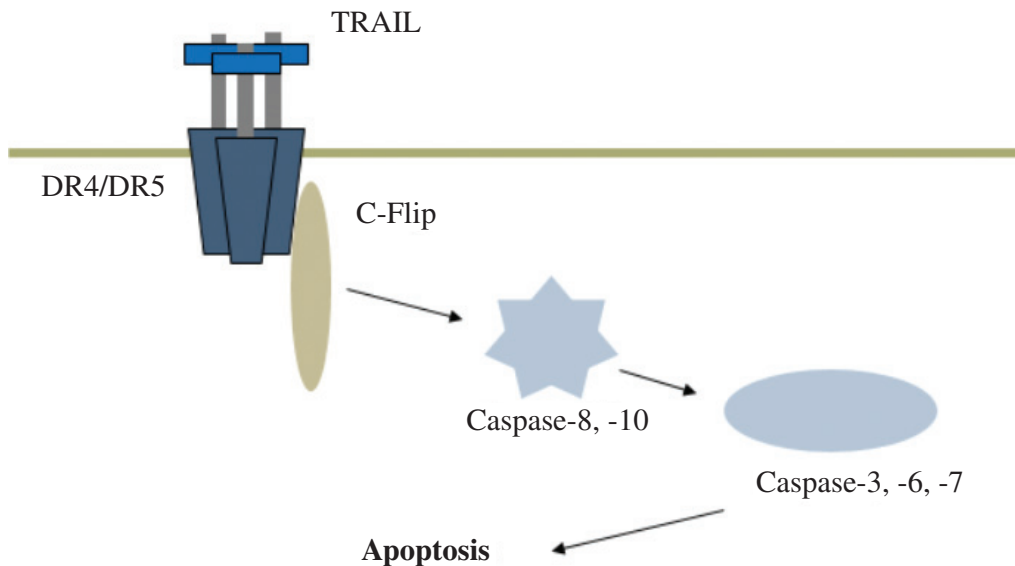 TRAIL
DR4/DR5
C-Flip
Caspase-8, -10
Caspase-3, -6, -7
Apoptosis